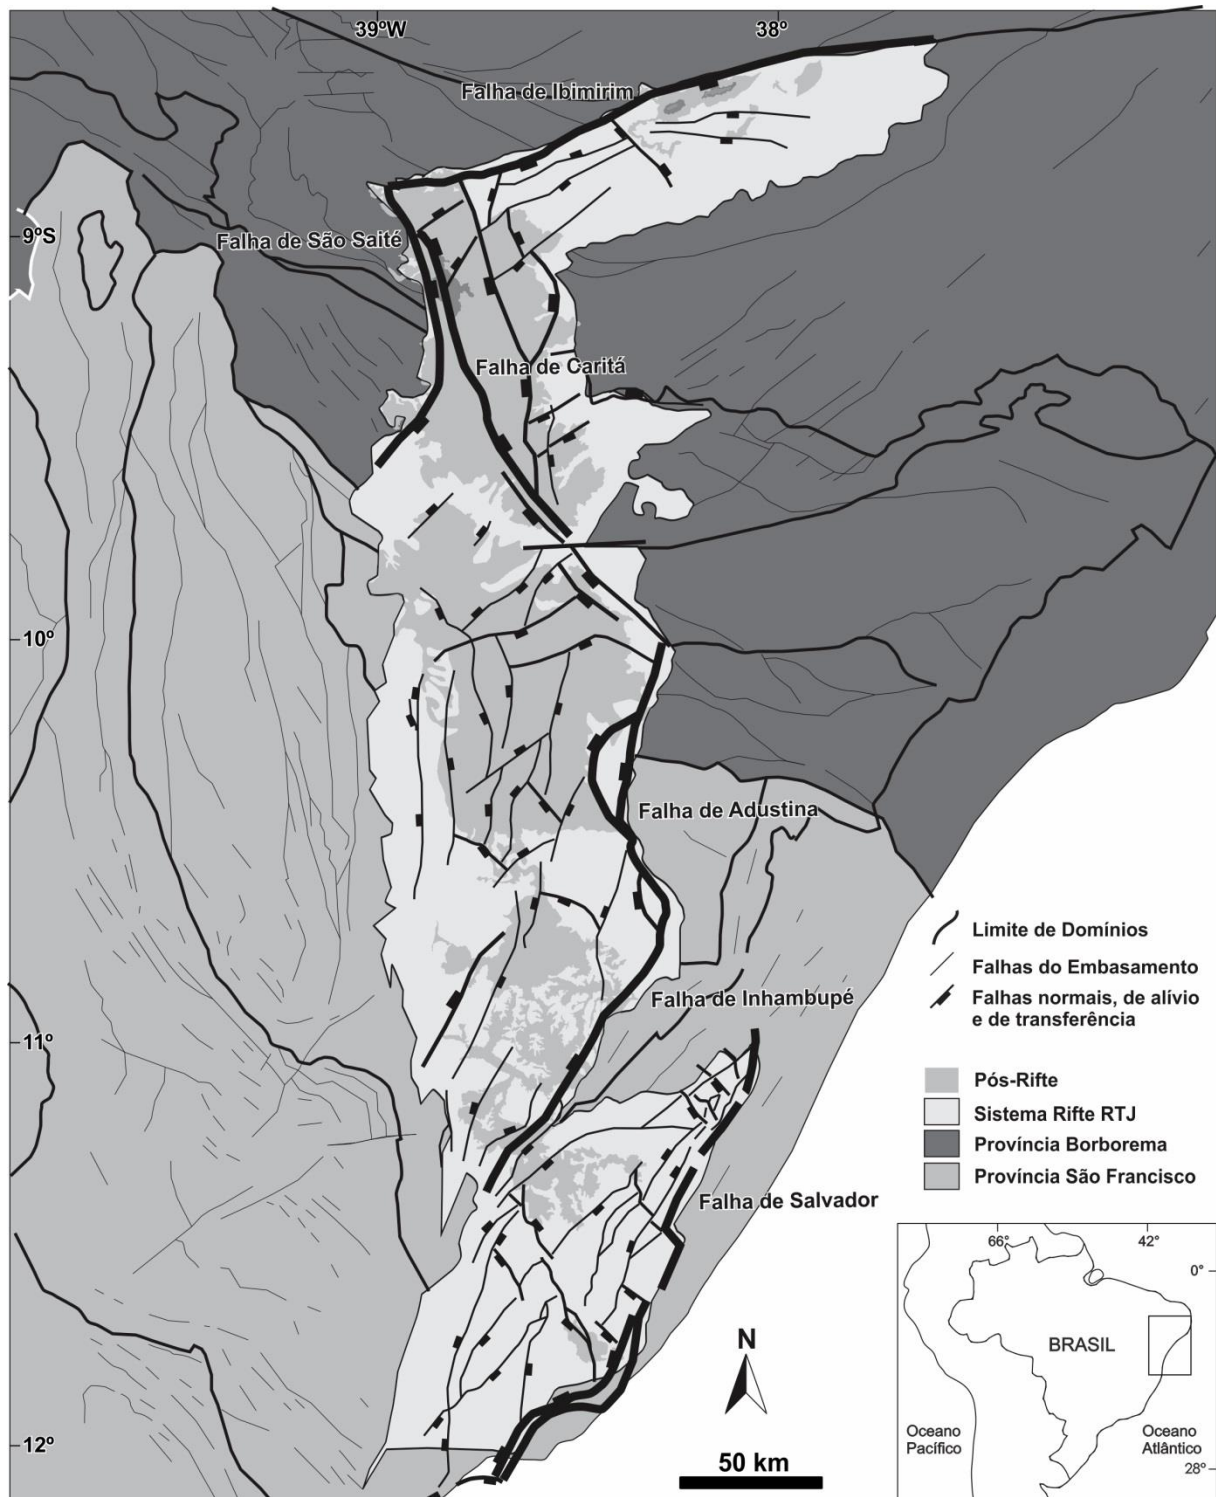 39ºW
38º
Falha de Ibimirim
9ºS
Falha de São Saité
Falha de Caritá
10º
Falha de Adustina
Limite de Domínios
Falhas do Embasamento
Falha de Inhambupé
Falhas normais, de alívio
e de transferência
11º
Pós-Rifte
Sistema Rifte RTJ
Província Borborema
Província São Francisco
Falha de Salvador
66º
42º
0º
N
BRASIL
12º
50 km
Oceano
Pacífico
Oceano
Atlântico
28º